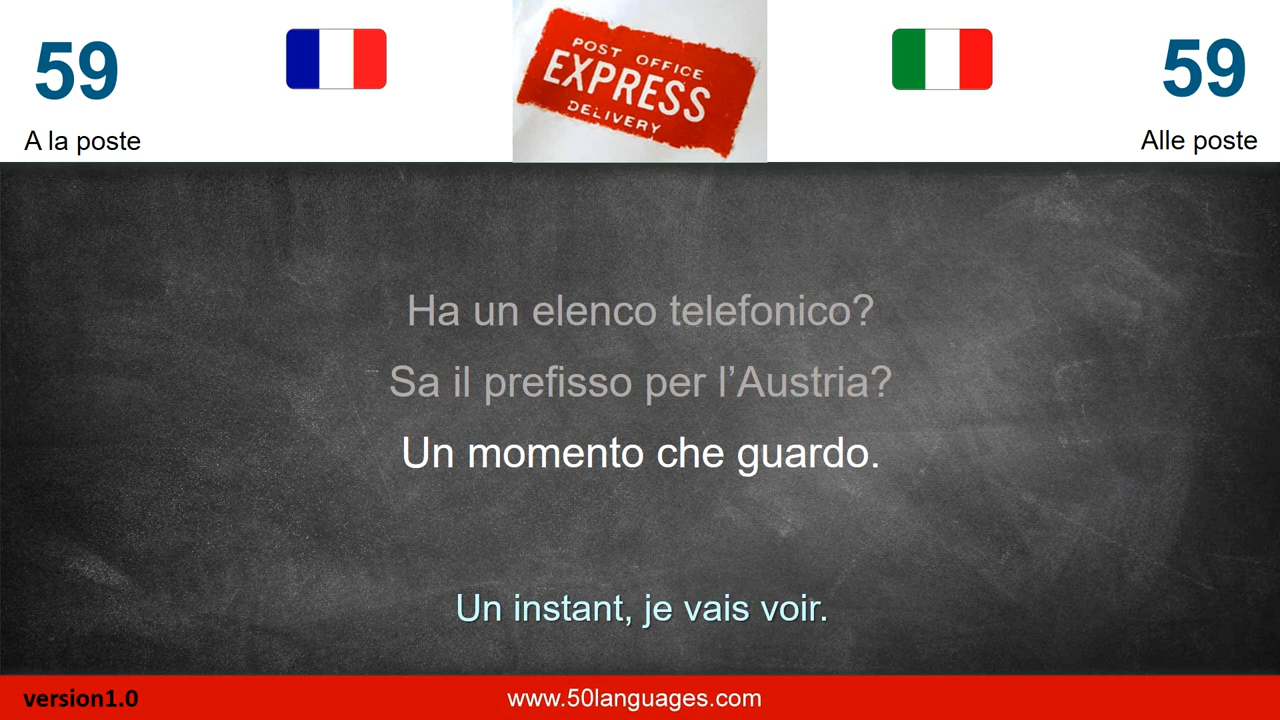 59
A la poste
POST OFFICE
EXPRESS
DELIVERY
59
Alle poste
Ha un elenco telefonico?
Sa il prefisso per l’Austria?
Un momento che guardo.
Un instant, je vais voir.
version1.0
www.50languages.com